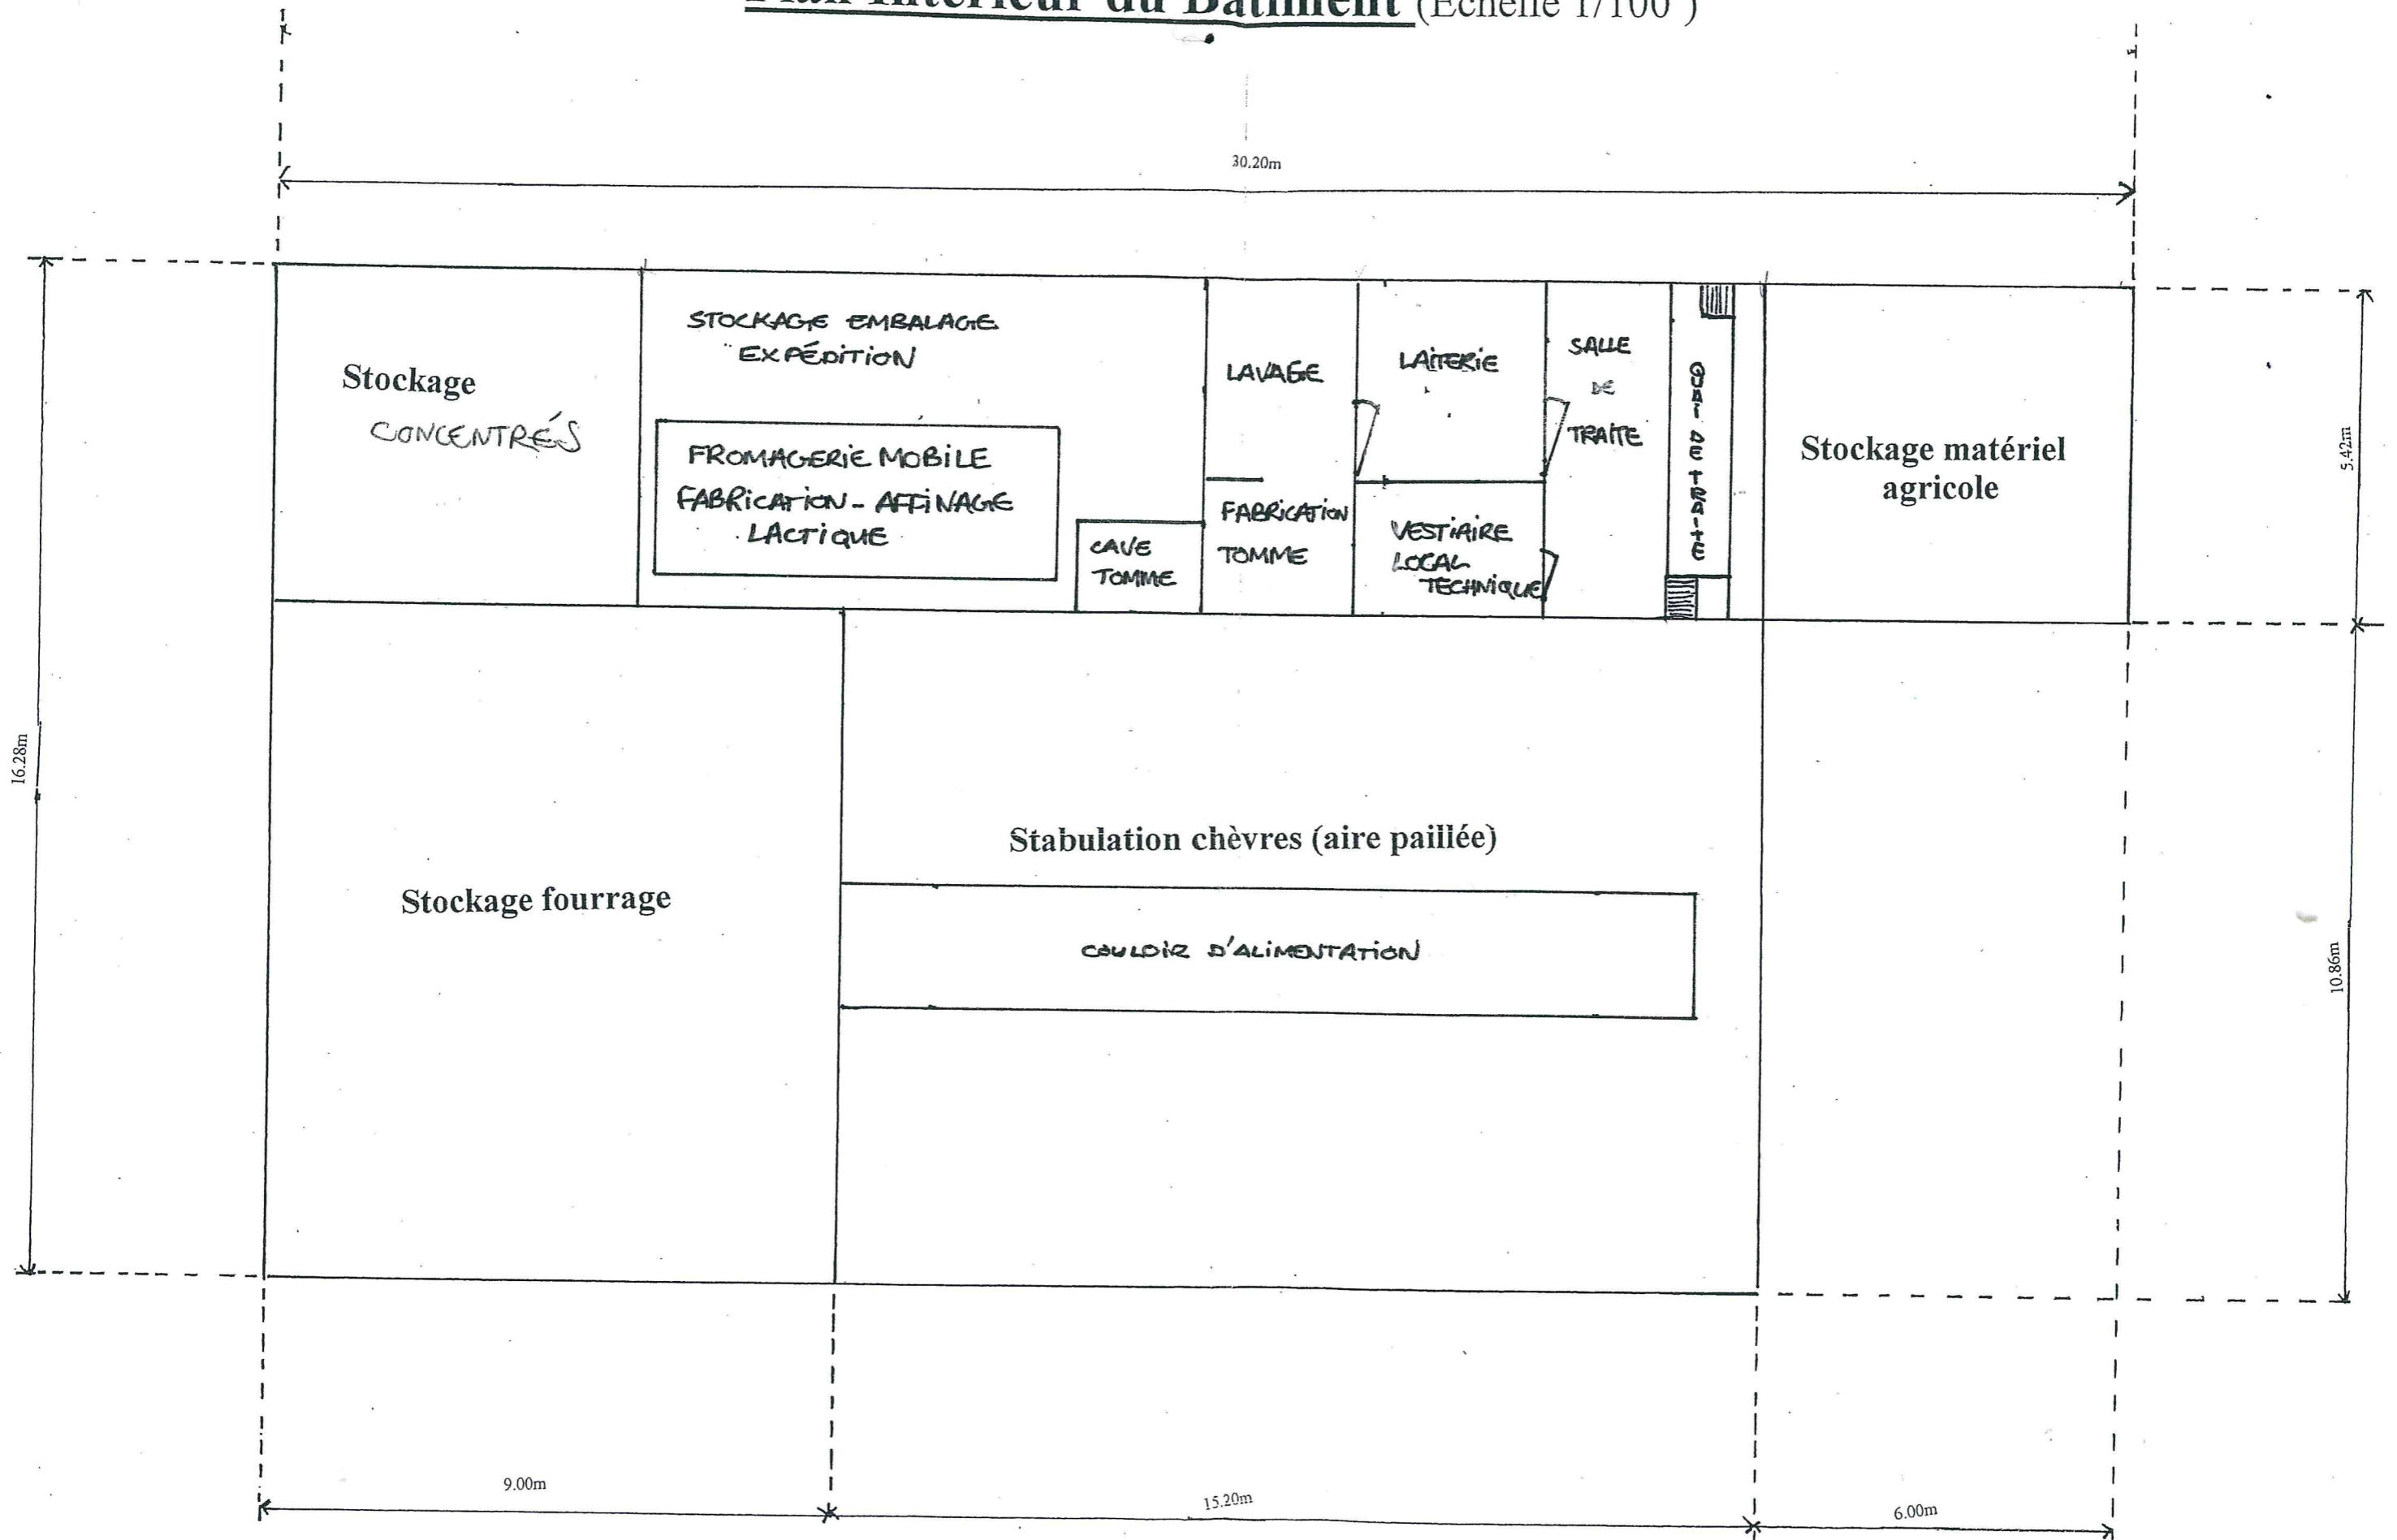 Plan Intérieur du Bâtiment (Echelle 1/100°)
30.20m
STOCKAGE EMBALAGE
EXPÉDITION
Stockage
CONCENTRÉS
FROMAGERIE MOBILE
FABRICATION - AFFINAGE
LACTIQUE
CAVE
TOMME
LAVAGE
FABRICATION
TOMME
LAITERIE
VESTIAIRE
LOCAL
TECHNIQUE
SALLE
DE
TRAITE
QUAI DE TRAITE
Stockage matériel
agricole
5.42m
16.28m
Stabulation chèvres (aire paillée)
Stockage fourrage
COULOIR D'ALIMENTATION
10.86m
9.00m
15.20m
6.00m